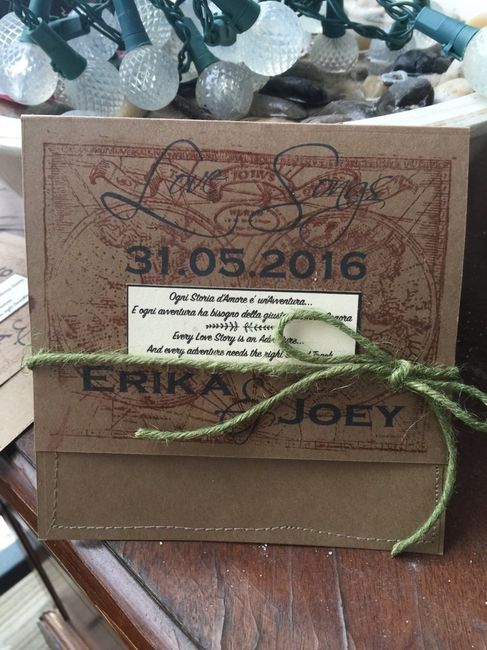 Love Songs
31.05.2016
Ogni Storia d'Amore é un'Avventura...
E ogni avventura ha bisogno della
Every Love Story is an
And every adventure needs the right
Erika
& Joey